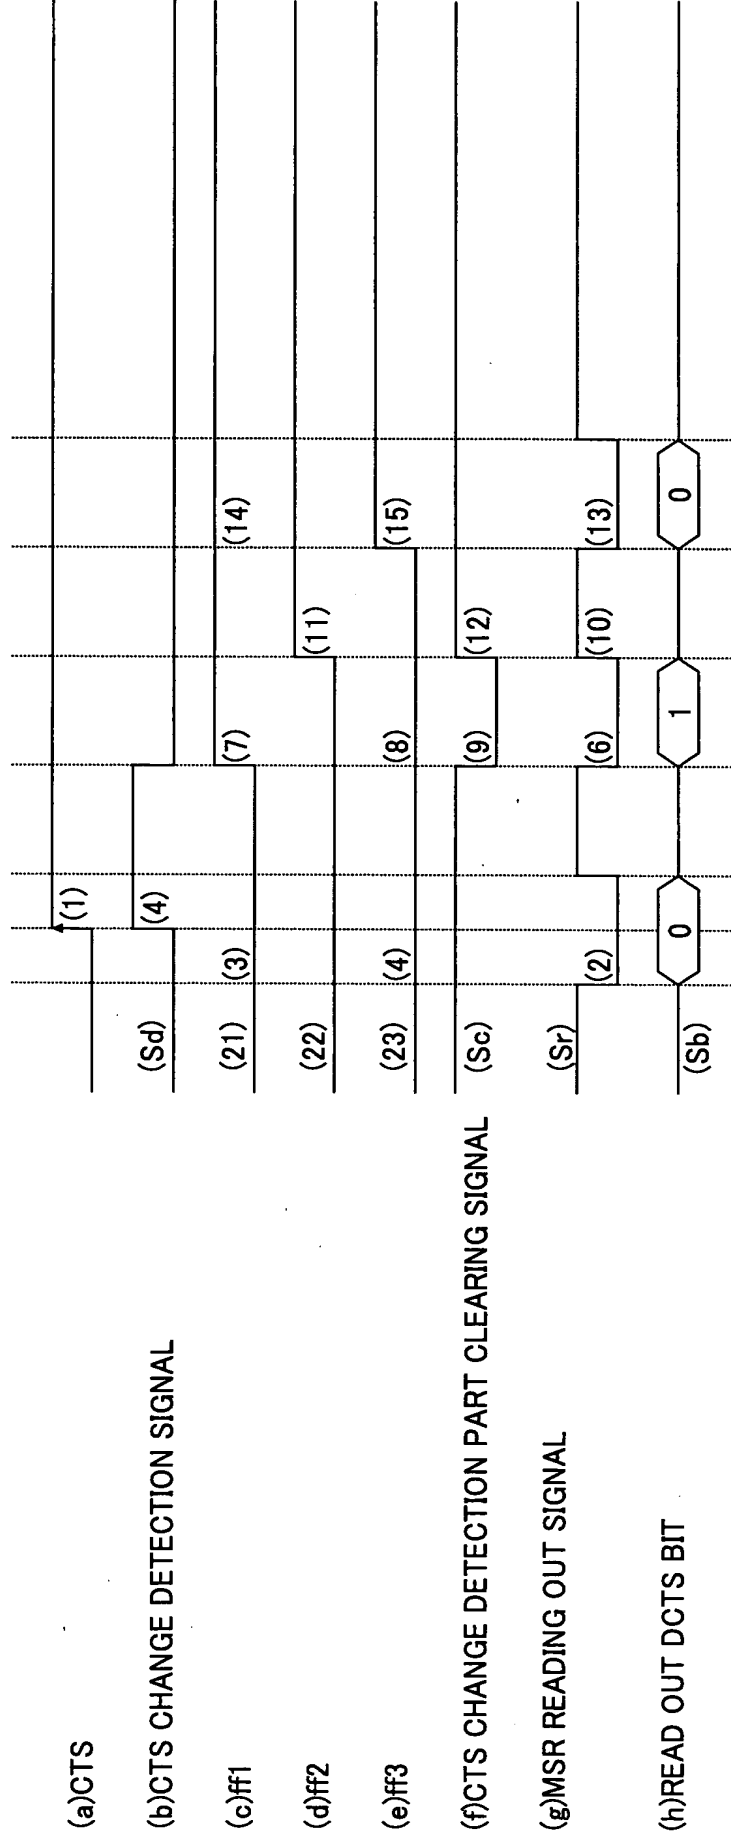 (a)CTS (1)
(b)CTS CHANGE DETECTION SIGNAL (Sd) (4)
(c)ff1 (21) (3) (7) (14)
(d)ff2 (22) (11)
(e)ff3 (23) (4) (8) (15)
(f)CTS CHANGE DETECTION PART CLEARING SIGNAL (Sc) (9) (12)
(g)MSR READING OUT SIGNAL (Sr) (2) (6) (10) (13)
(h)READ OUT DCTS BIT (Sb) 0 1 0